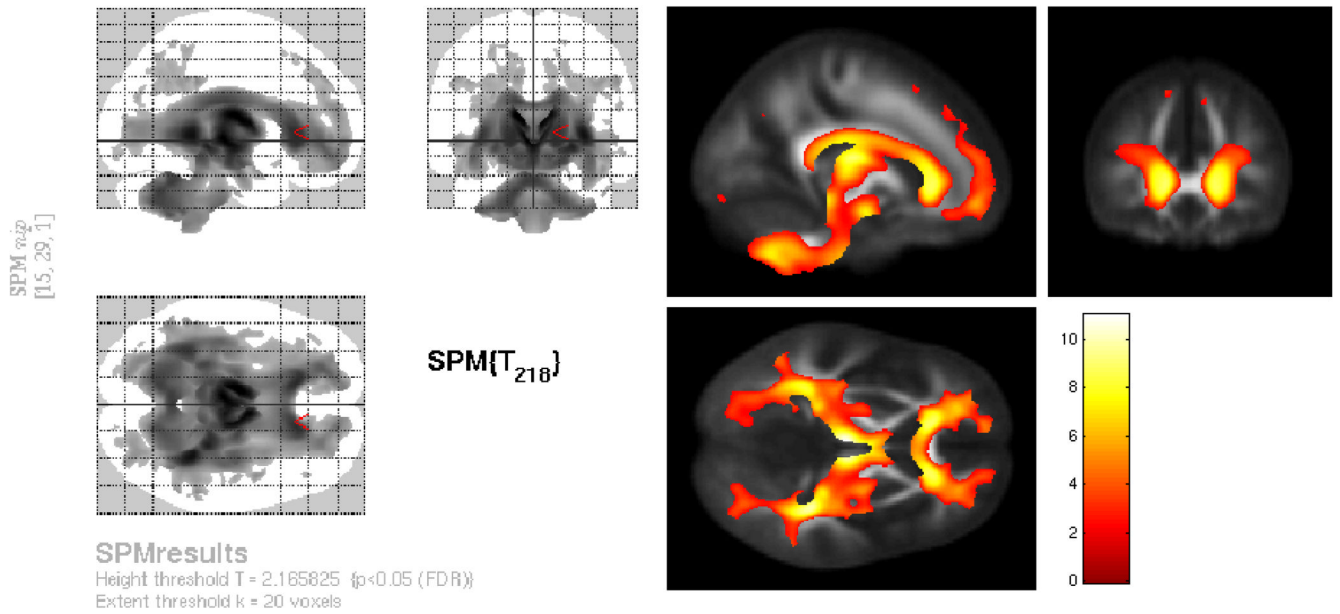 SPM mip
[15, 29, 1]
SPM{T218}
SPMresults
Height threshold T = 2.165825 {p<0.05 (FDR)}
Extent threshold k = 20 voxels
10
8
6
4
2
0